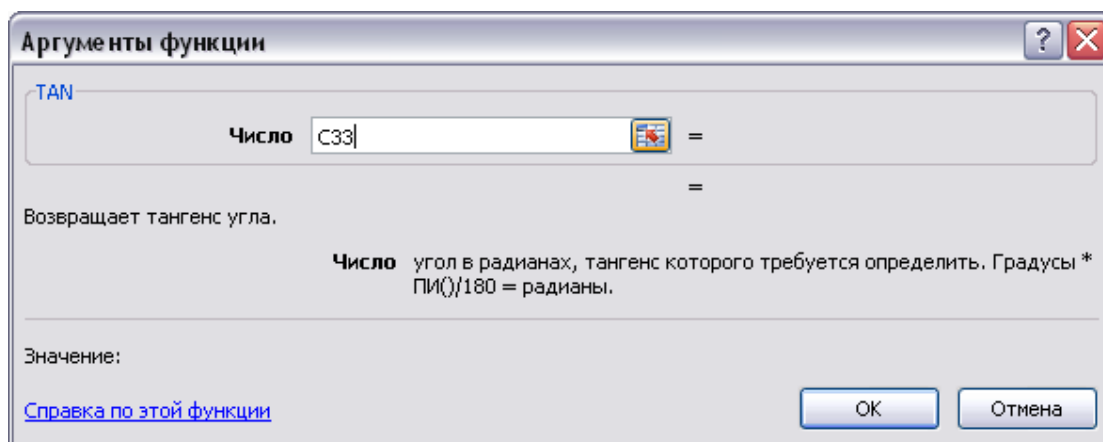 Аргументы функции
TAN
Число C33 =
=
Возвращает тангенс угла.
Число угол в радианах, тангенс которого требуется определить. Градусы *
ПИ()/180 = радианы.
Значение:
Справка по этой функции
ОК Отмена